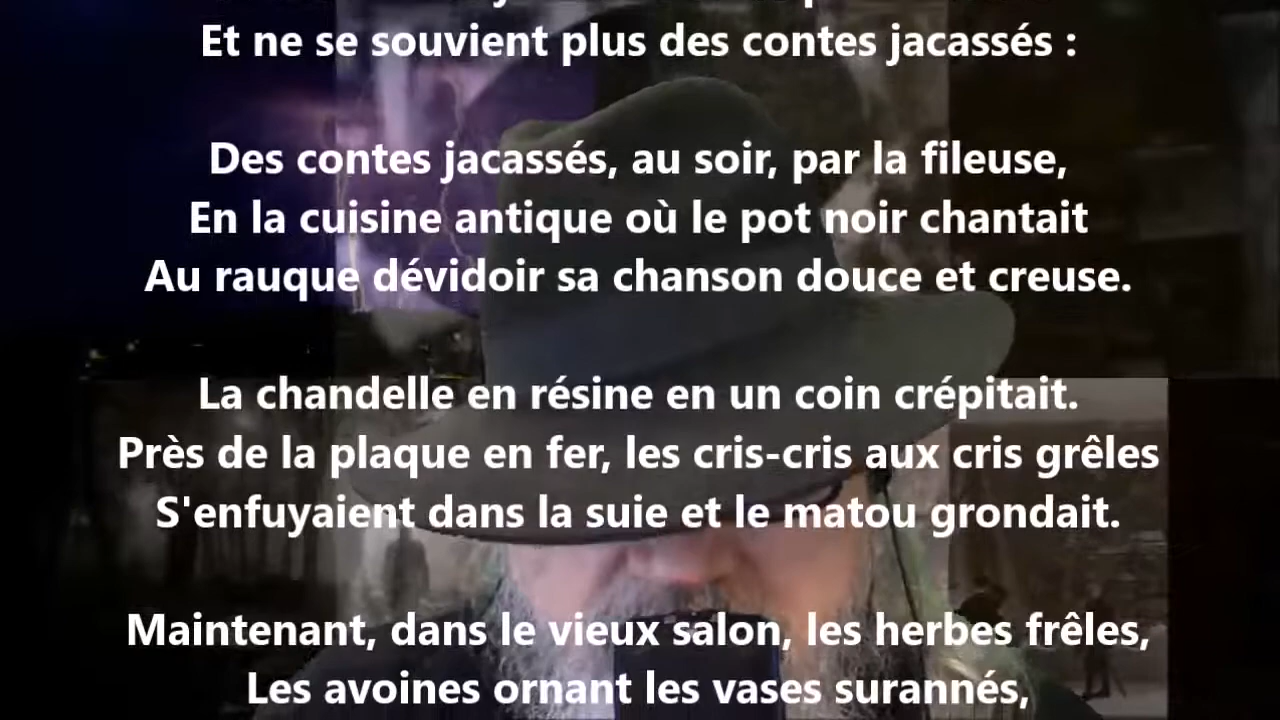 Et ne se souvient plus des contes jacassés :
Des contes jacassés, au soir, par la fileuse,
En la cuisine antique où le pot noir chantait
Au rauque dévidoir sa chanson douce et creuse.
La chandelle en résine en un coin crépitait.
Près de la plaque en fer, les cris-cris aux cris grêles
S'enfuyaient dans la suie et le matou grondait.
Maintenant, dans le vieux salon, les herbes frêles,
Les avoines ornant les vases surannés,